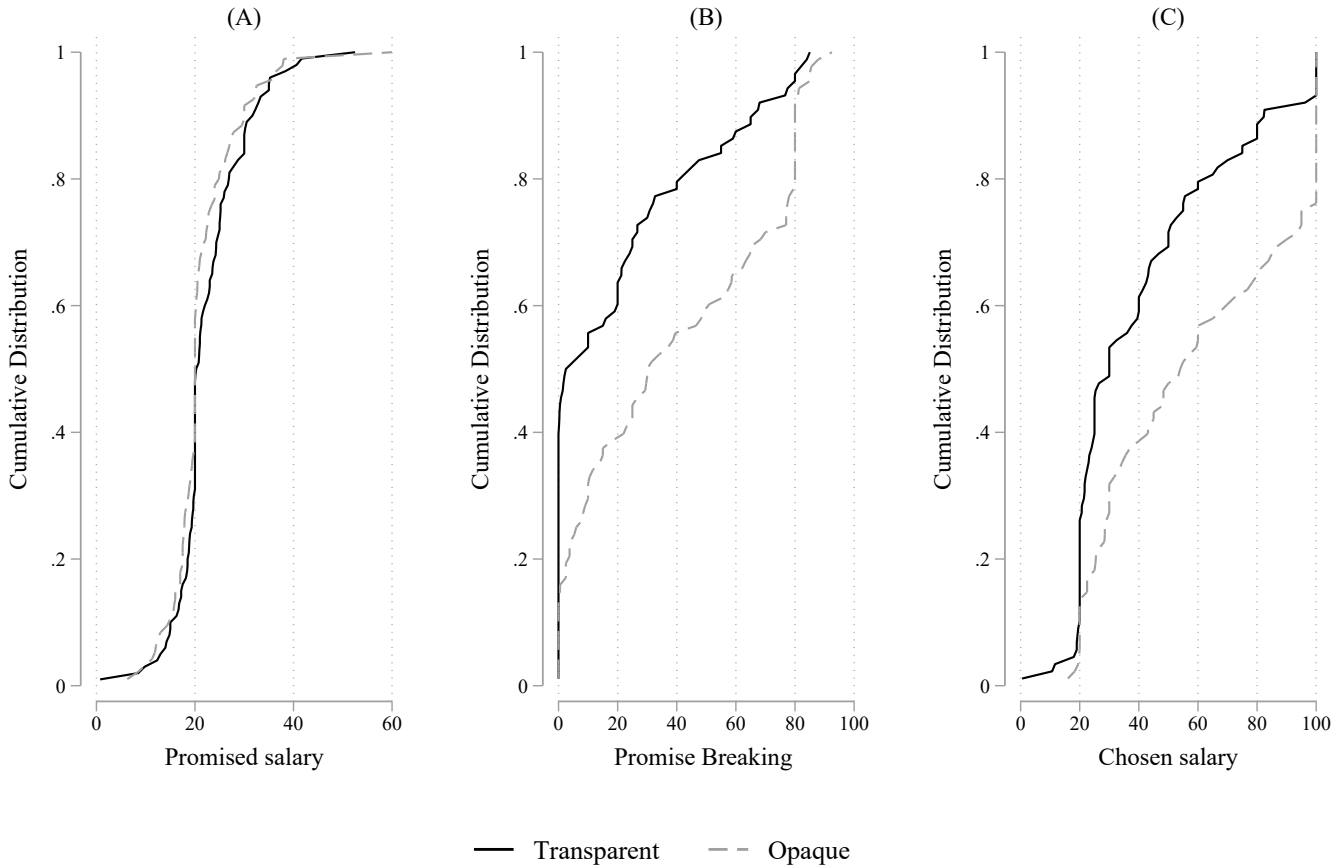 (A)
(B)
(C)
Cumulative Distribution
1
.8
.6
.4
.2
0
0 20 40 60
Promised salary
Cumulative Distribution
1
.8
.6
.4
.2
0
0 20 40 60 80 100
Promise Breaking
Cumulative Distribution
1
.8
.6
.4
.2
0
0 20 40 60 80 100
Chosen salary
Transparent
Opaque